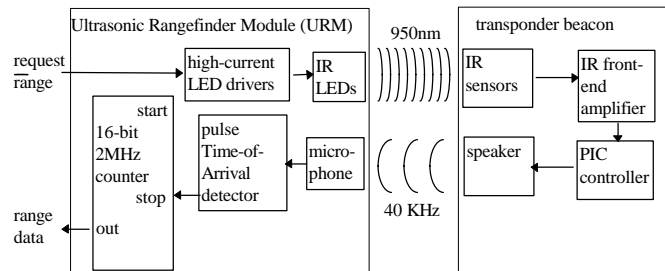 Ultrasonic Rangefinder Module (URM)
950nm
transponder beacon
request
range
high-current
LED drivers
IR
LEDs
IR
sensors
IR front-
end
amplifier
start
16-bit
2MHz
counter
stop
out
pulse
Time-of-
Arrival
detector
micro-
phone
speaker
PIC
controller
40 KHz
range
data